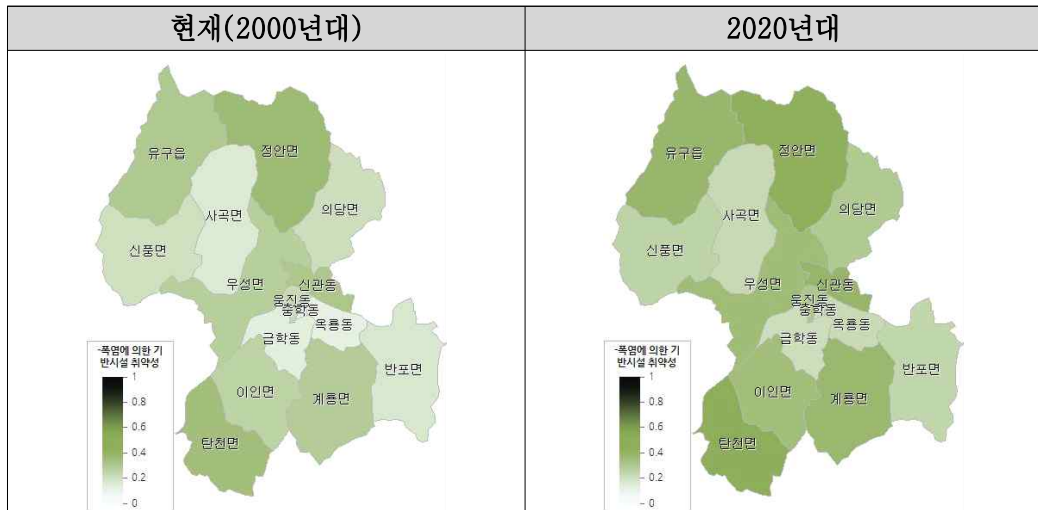 현재(2000년대)
2020년대
유구읍
정안면
사곡면
의당면
신풍면
우성면
신관동
웅진동
중학동
옥룡동
금학동
반포면
이인면
계룡면
탄천면
-폭염에 의한 기
반시설 취약성
1
0.8
0.6
0.4
0.2
0
유구읍
정안면
사곡면
의당면
신풍면
우성면
신관동
웅진동
중학동
옥룡동
금학동
반포면
이인면
계룡면
탄천면
-폭염에 의한 기
반시설 취약성
1
0.8
0.6
0.4
0.2
0